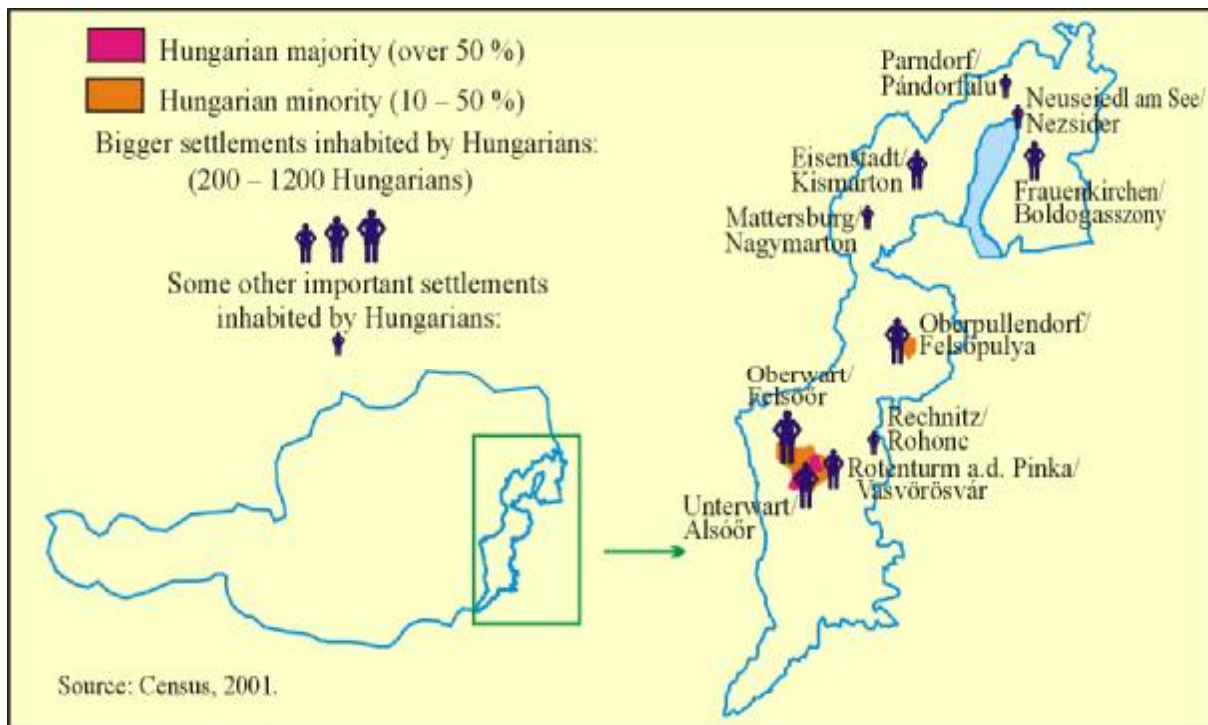 Hungarian majority (over 50 %)
Hungarian minority (10 – 50 %)
Bigger settlements inhabited by Hungarians:
(200 – 1200 Hungarians)
Some other important settlements
inhabited by Hungarians:
Source: Census, 2001.
Parndorf/
Pándorfalu
Neuseiedl am See/
Nezsider
Eisenstadt/
Kismarton
Frauenkirchen/
Boldogasszony
Mattersburg/
Nagymarton
Oberpullendorf/
Felsöpulya
Oberwart/
Felsőőr
Rechnitz/
Rohonc
Rotenturm a.d. Pinka/
Vasvörösvár
Unterwart/
Alsóőr